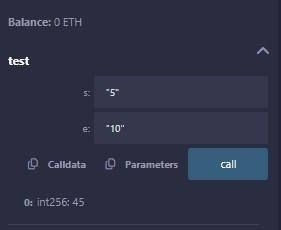 Balance: 0 ETH
test
s: "5"
e: "10"
Calldata Parameters call
0: int256: 45